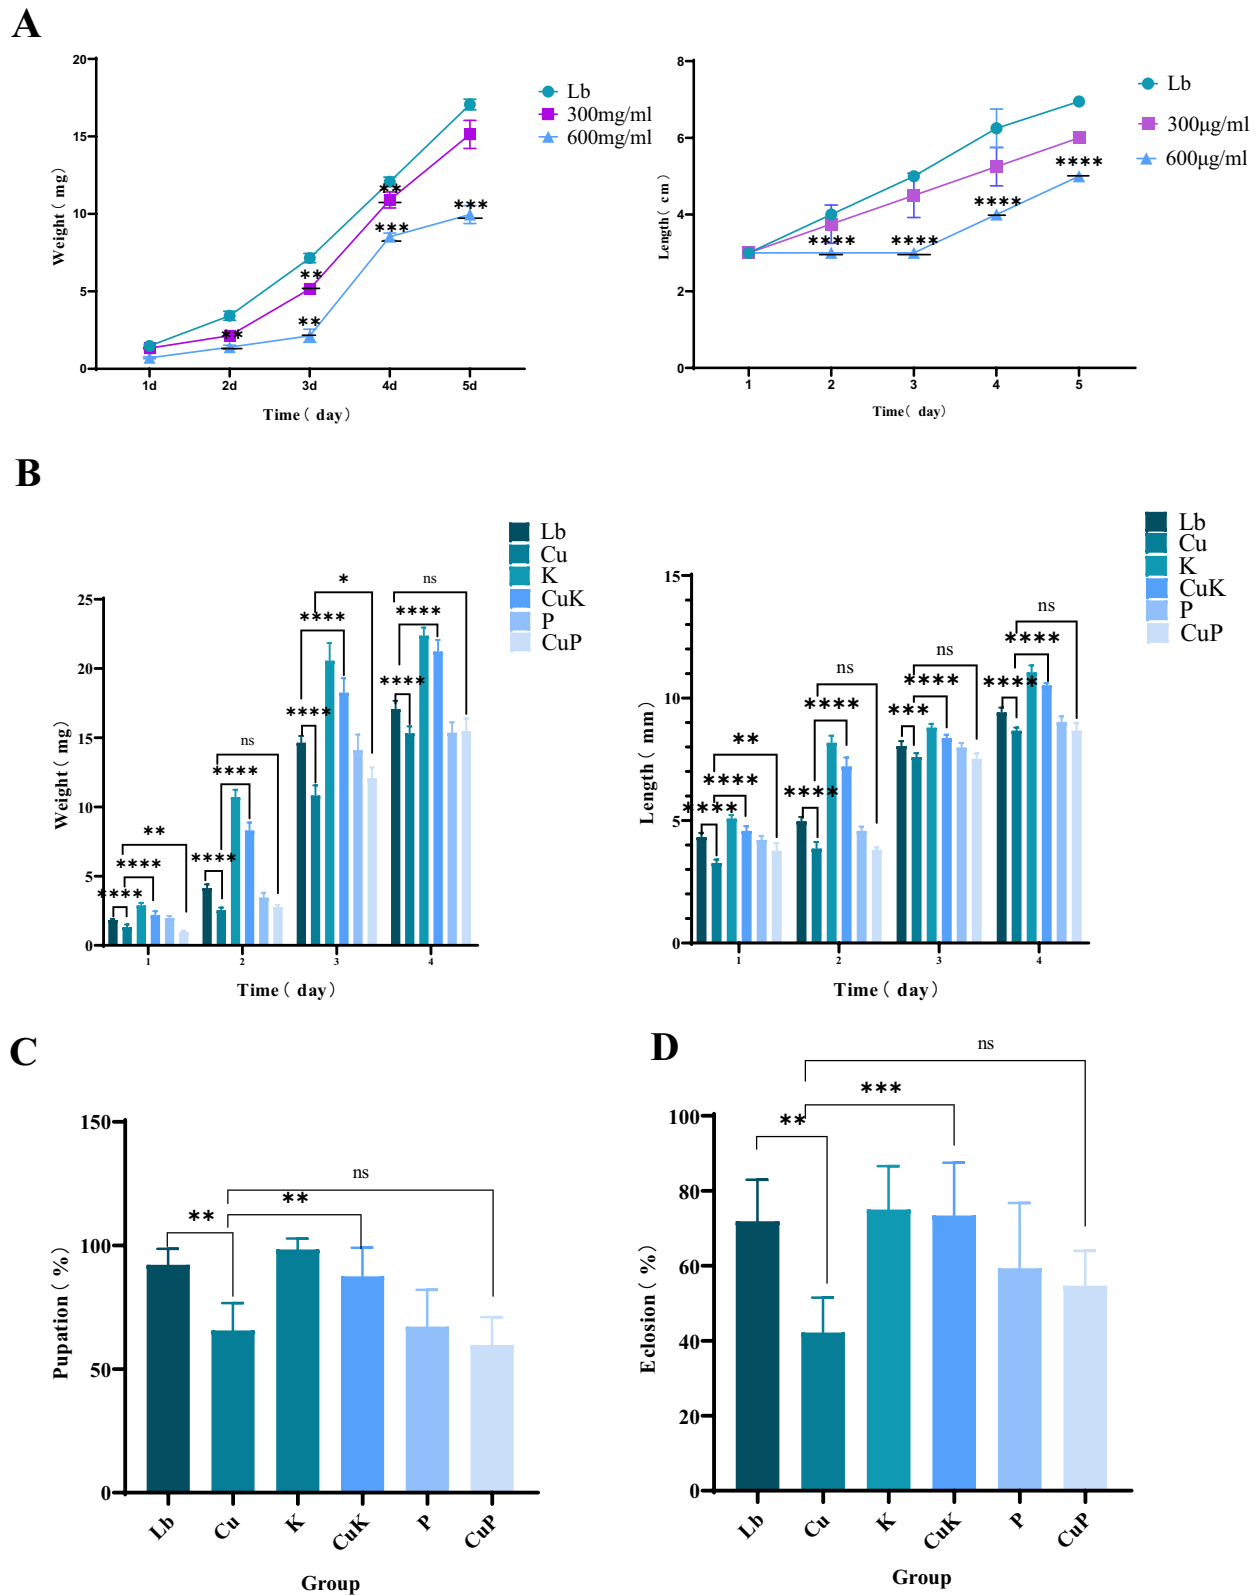 A
20
15
10
5
0
Weight( mg)
1d 2d 3d 4d 5d
Time( day)
Lb
300mg/ml
600mg/ml
**
**
**
**
***
***
8
6
4
2
0
Length( cm)
1 2 3 4 5
Time( day)
Lb
300μg/ml
600μg/ml
****
****
****
****
B
Lb
Cu
K
CuK
P
CuP
25
20
15
10
5
0
Weight( mg)
1 2 3 4
Time( day)
****
****
**
****
****
ns
****
****
*
****
****
ns
Lb
Cu
K
CuK
P
CuP
15
10
5
0
Length( mm)
1 2 3 4
Time( day)
****
****
**
****
****
ns
***
****
ns
****
****
ns
C
150
100
50
0
Pupation( %)
** ** ns
Lb Cu K CuK P CuP
Group
D
100
80
60
40
20
0
Eclosion( %)
** *** ns
Lb Cu K CuK P CuP
Group